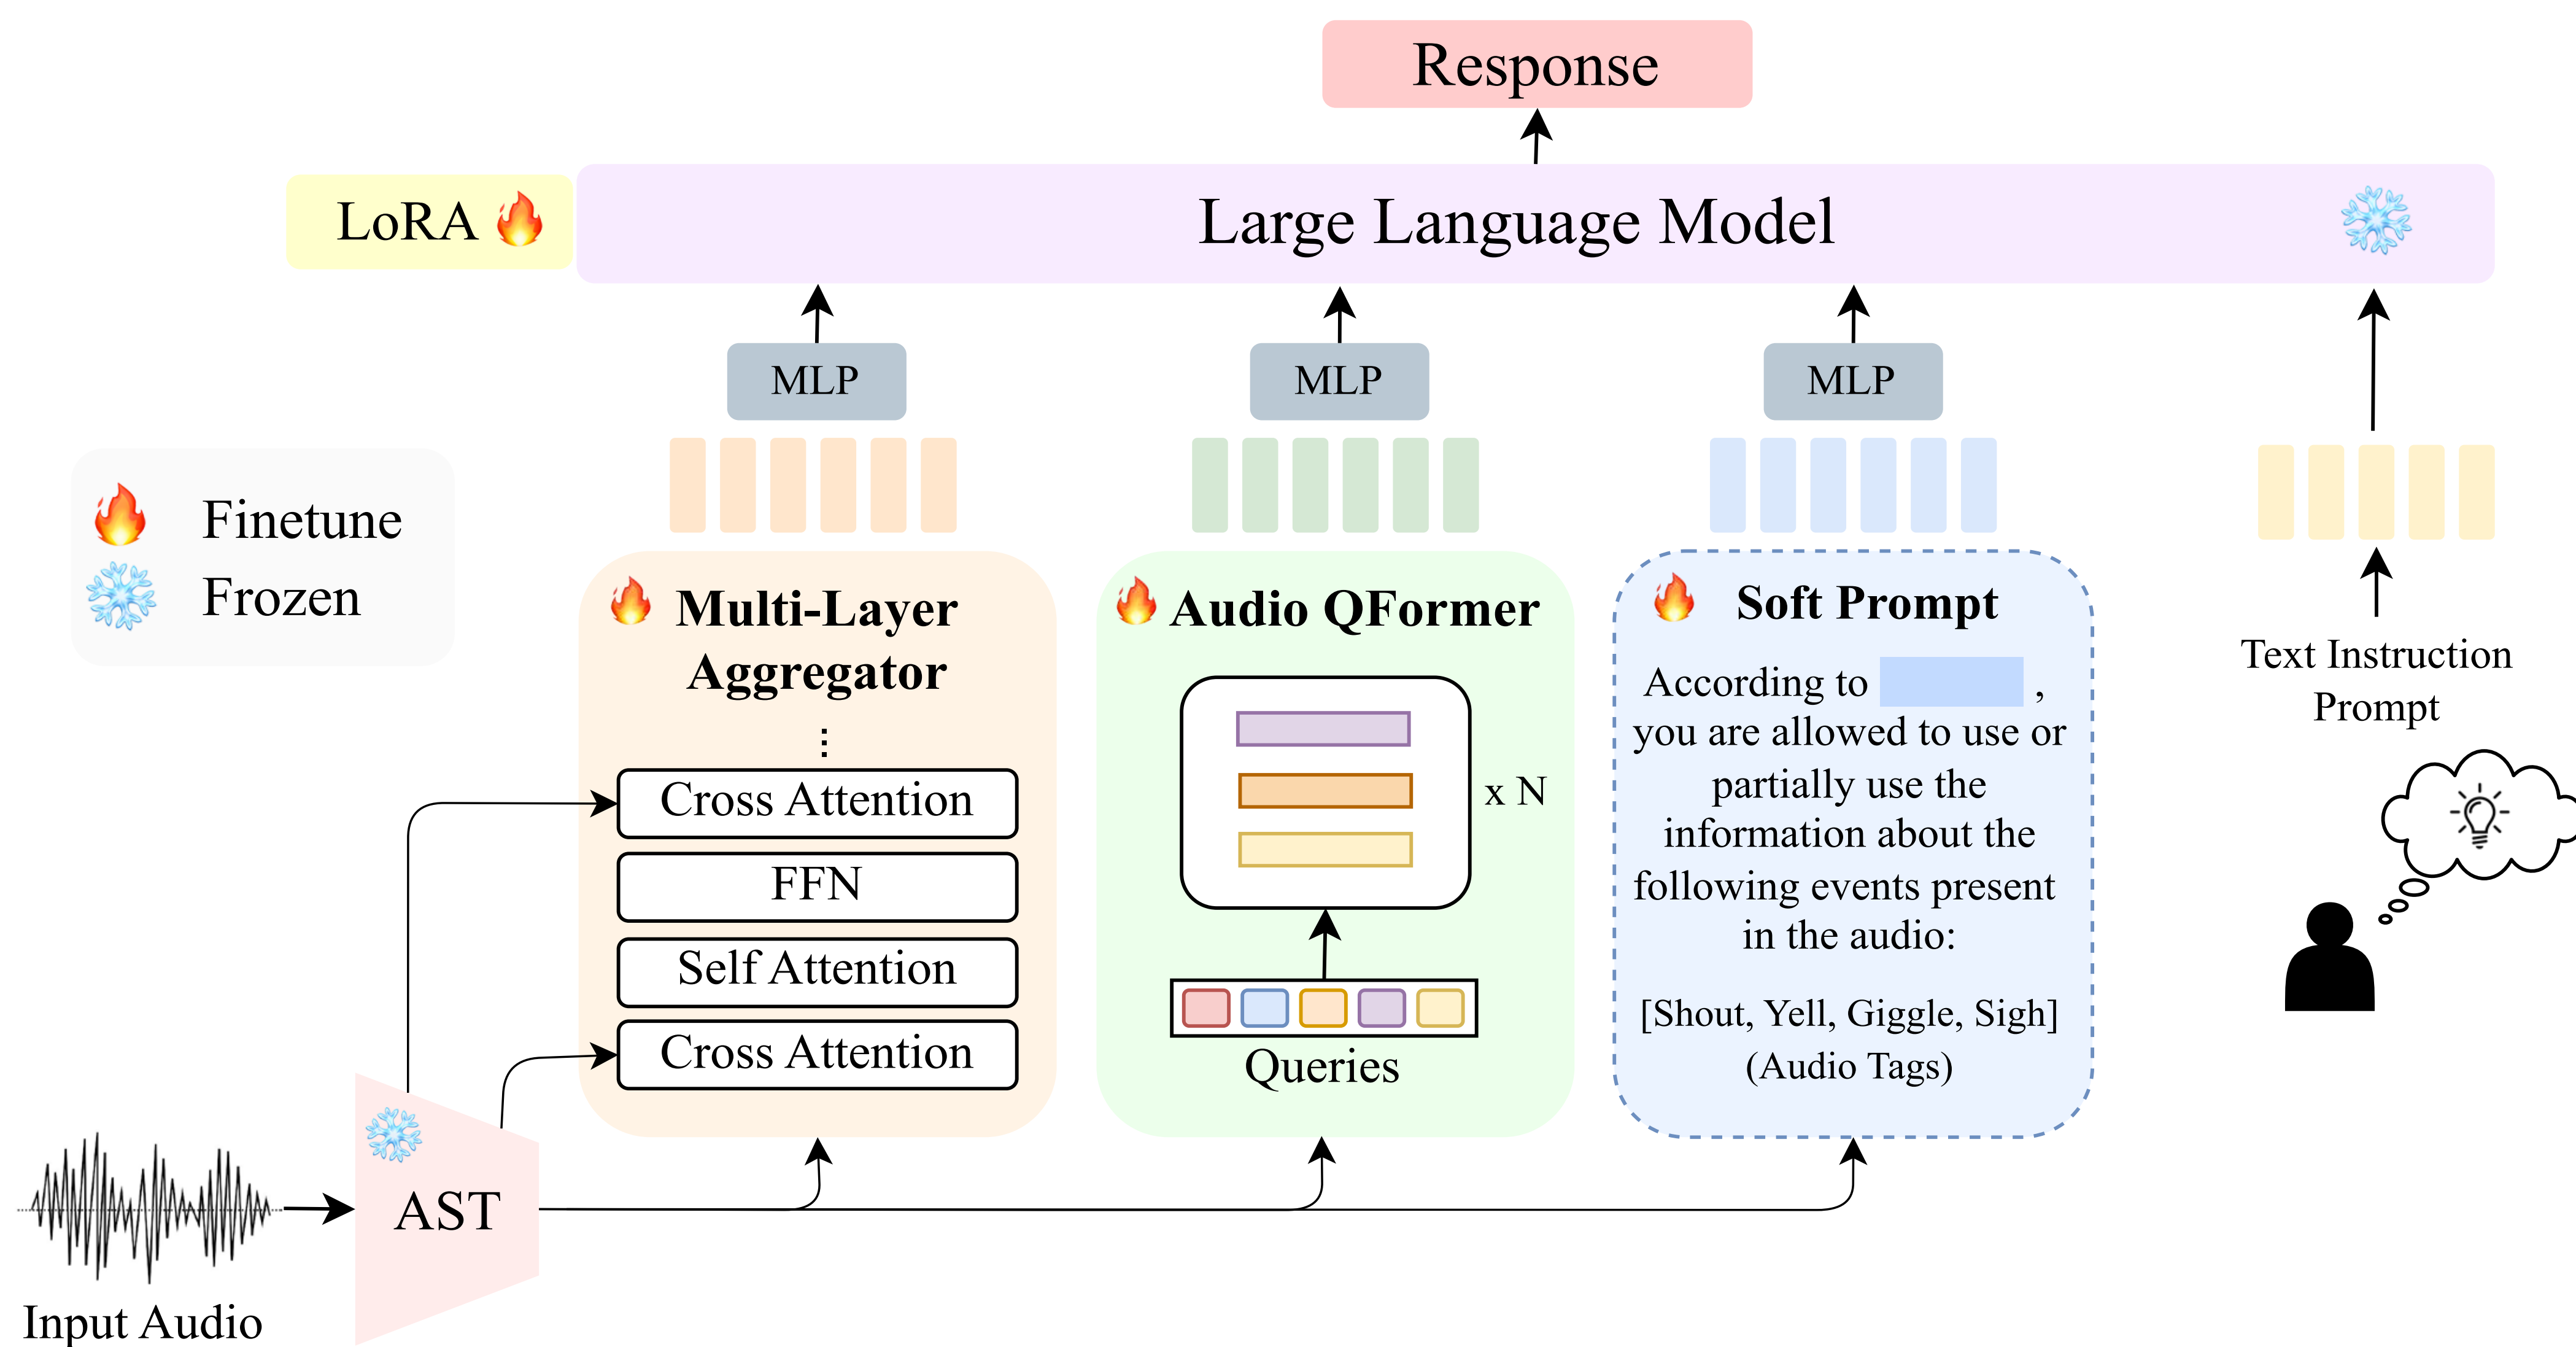 Response
LoRA
Large Language Model
MLP
MLP
MLP
Finetune
Frozen
Multi-Layer
Aggregator
Cross Attention
FFN
Self Attention
Cross Attention
Audio QFormer
x N
Queries
Soft Prompt
According to ,
you are allowed to use or
partially use the
information about the
following events present
in the audio:
[Shout, Yell, Giggle, Sigh]
(Audio Tags)
Text Instruction
Prompt
AST
Input Audio